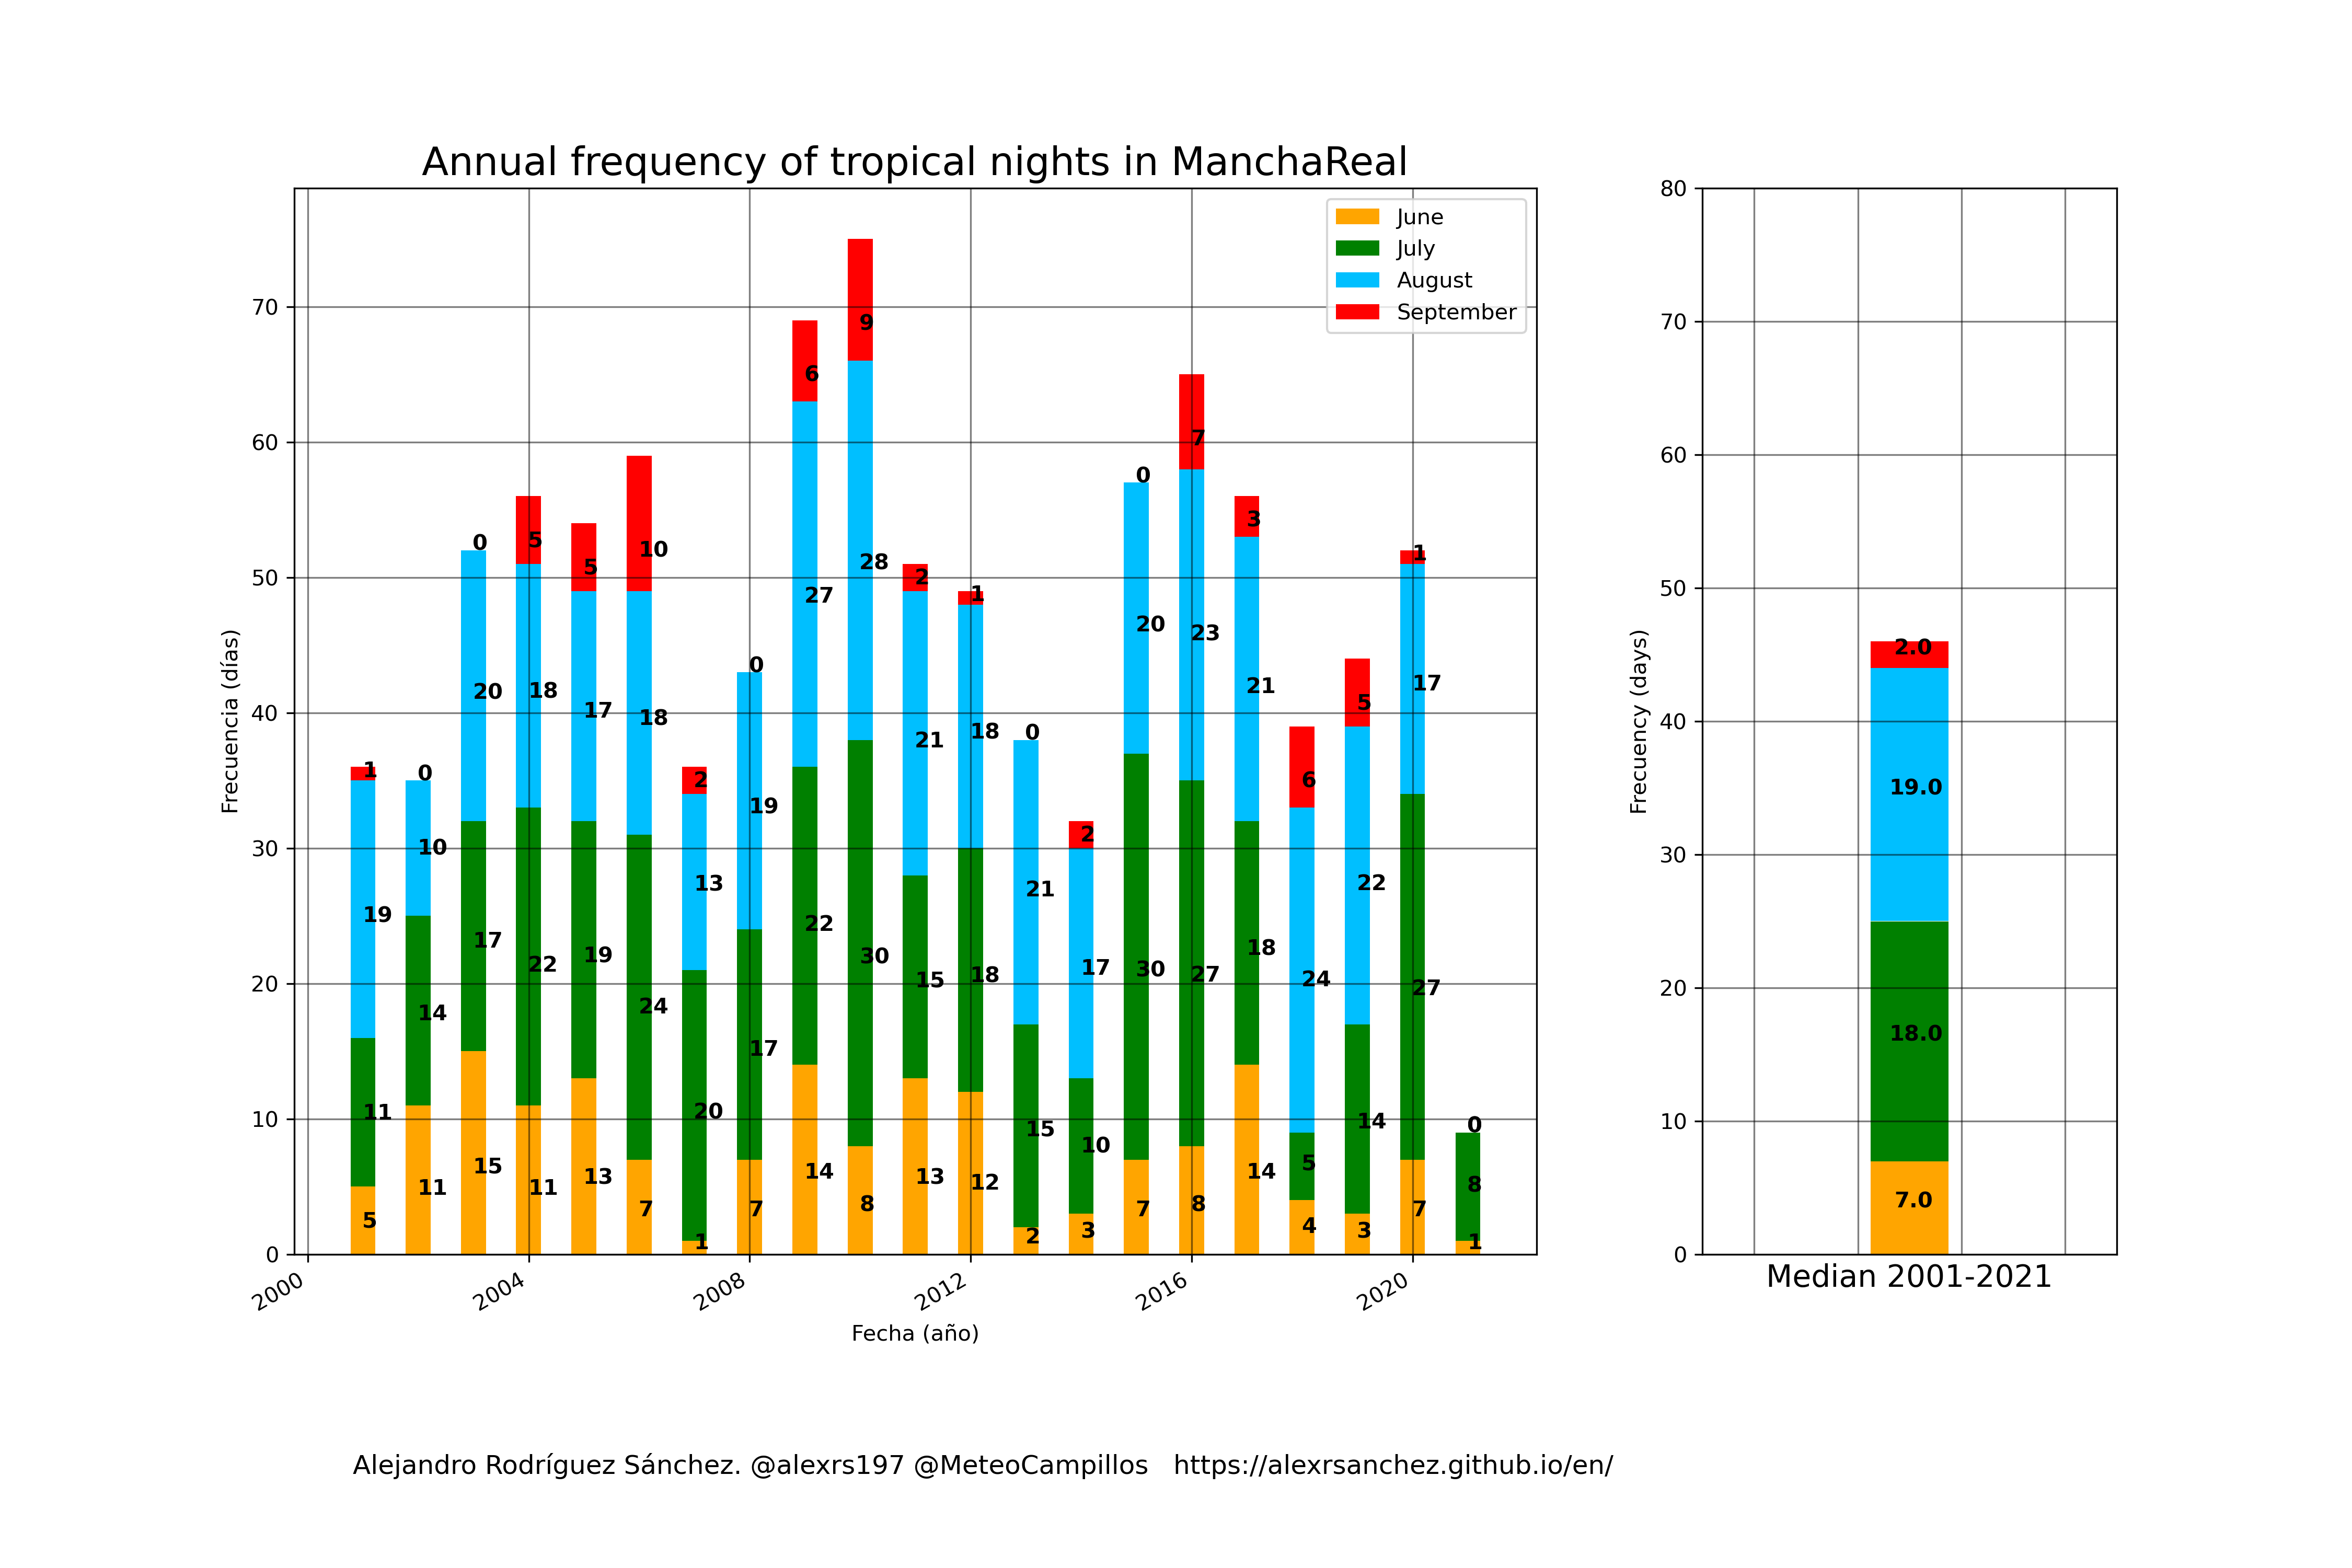 Annual frequency of tropical nights in ManchaReal
June
July
August
September
Frecuencia (días)
70
60
50
40
30
20
10
0
1 0 0 5 5 10 2 0 6 9 2 1 0 2 0 7 3 6 5 1 0
19 10 20 18 17 18 13 19 27 28 21 18 21 17 20 23 21 24 22 17
11 14 17 22 19 24 20 17 22 30 15 18 15 10 30 27 18 5 14 27 8
5 11 15 11 13 7 1 7 14 8 13 12 2 3 7 8 14 4 3 7 1
2000 2004 2008 2012 2016 2020
Fecha (año)
Frecuency (days)
80
70
60
50
40
30
20
10
0
2.0
19.0
18.0
7.0
Median 2001-2021
Alejandro Rodríguez Sánchez. @alexrs197 @MeteoCampillos https://alexrsanchez.github.io/en/